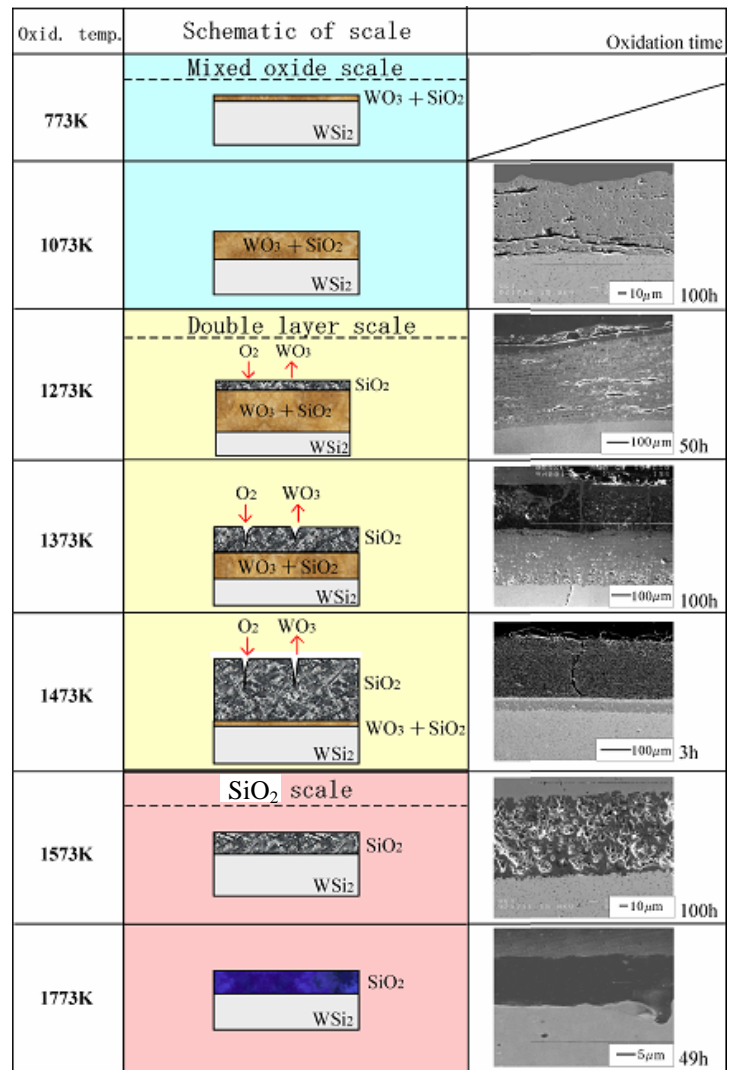 Oxid. temp. Schematic of scale Oxidation time
Mixed oxide scale
773K
WO₃ + SiO₂
WSi₂
1073K
WO₃ + SiO₂
WSi₂
10μm 100h
Double layer scale
1273K
O₂ WO₃
SiO₂
WO₃ + SiO₂
WSi₂
100μm 50h
1373K
O₂ WO₃
SiO₂
WO₃ + SiO₂
WSi₂
100μm 100h
1473K
O₂ WO₃
SiO₂
WO₃ + SiO₂
WSi₂
100μm 3h
SiO₂ scale
1573K
SiO₂
WSi₂
10μm 100h
1773K
SiO₂
WSi₂
5μm 49h